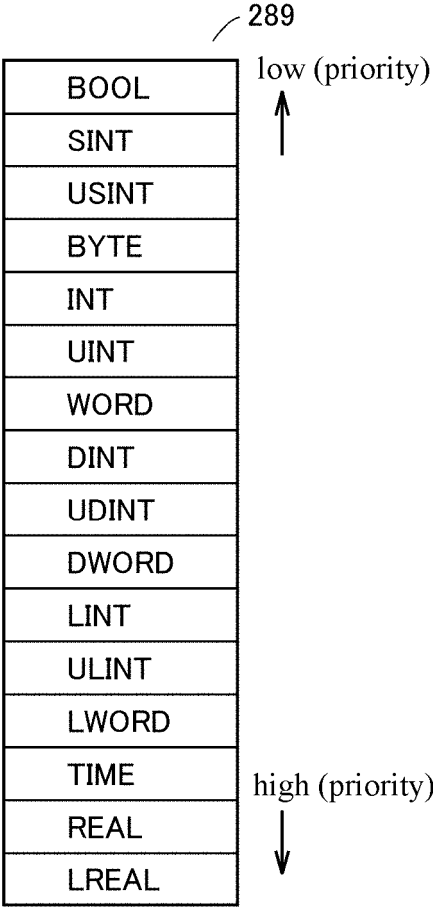 289
BOOL
low (priority)
SINT
USINT
BYTE
INT
UINT
WORD
DINT
UDINT
DWORD
LINT
ULINT
LWORD
TIME
high (priority)
REAL
LREAL